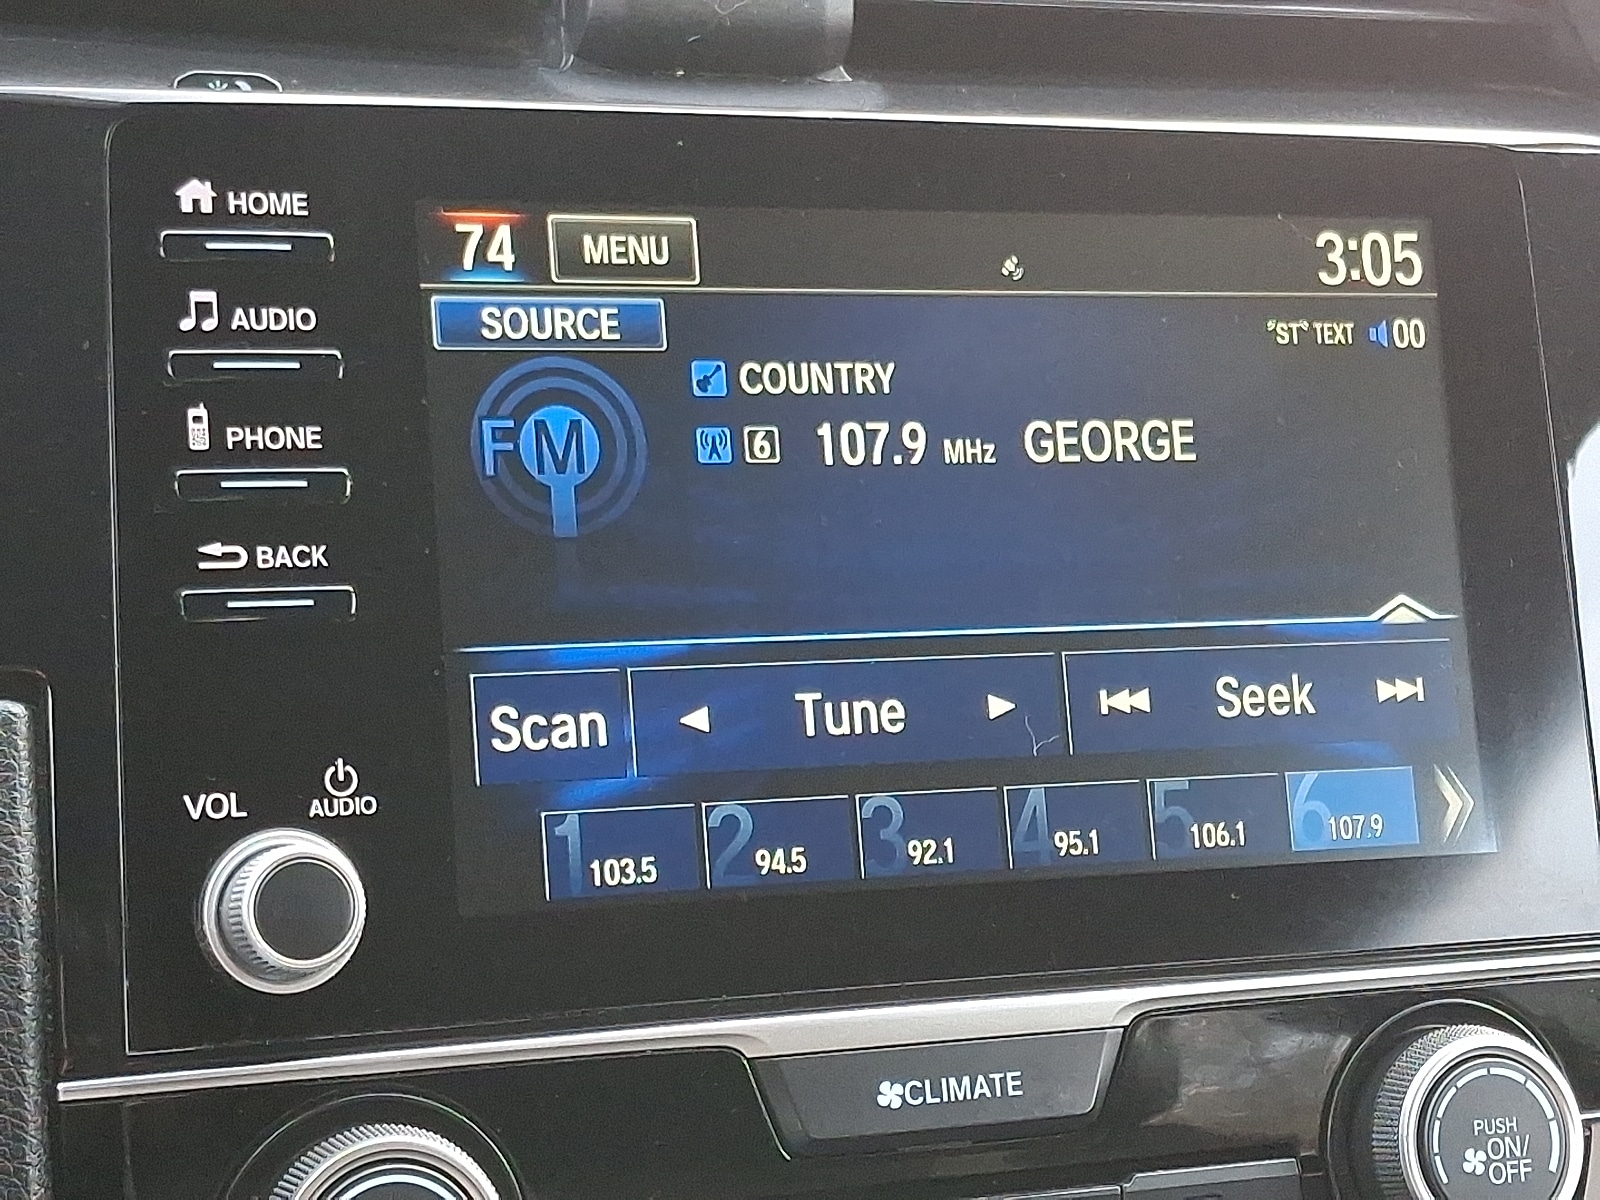 HOME
AUDIO
PHONE
BACK
VOL
AUDIO
74 MENU 3:05
SOURCE
"ST" TEXT 00
FM
COUNTRY
6 107.9 MHz GEORGE
Scan Tune Seek
1 103.5 2 94.5 3 92.1 4 95.1 5 106.1 6 107.9
CLIMATE
PUSH
ON/
OFF